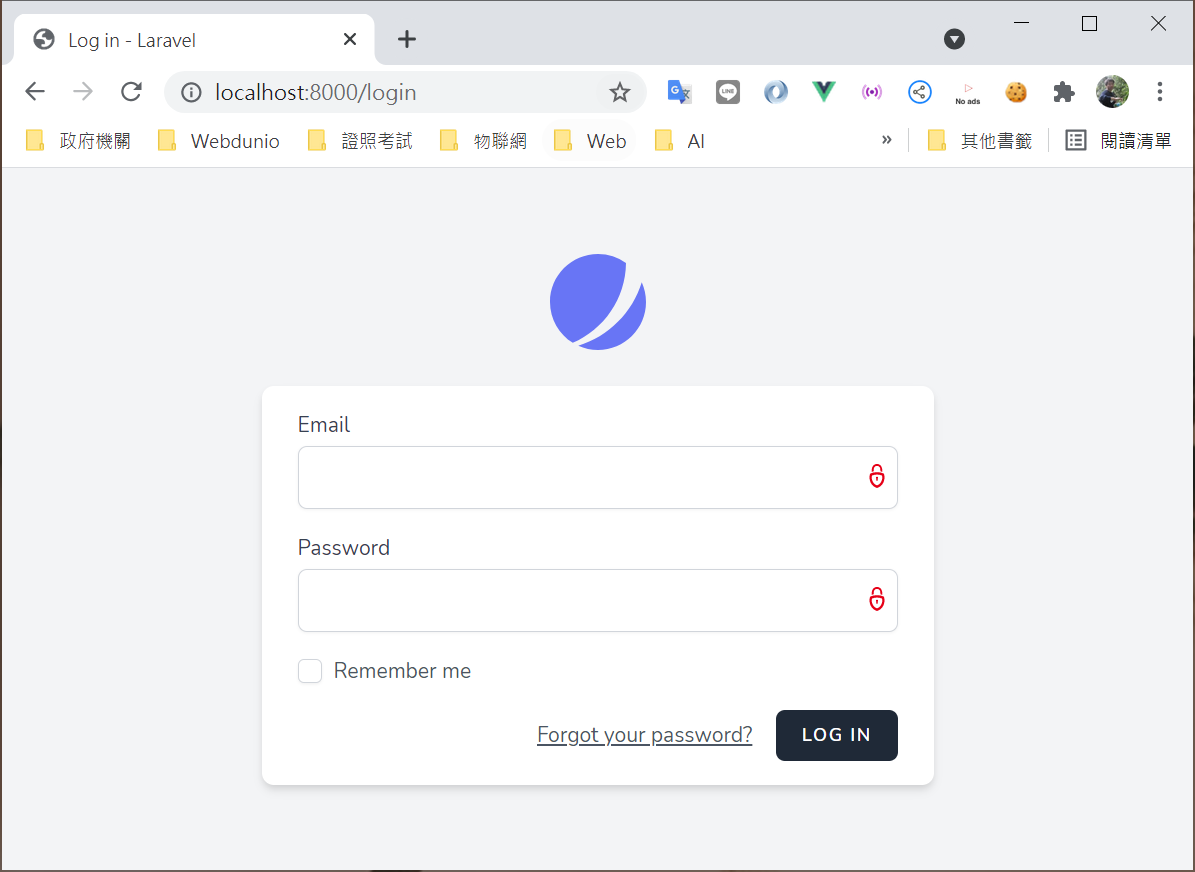 Log in - Laravel
localhost:8000/login
LINE
No ads
政府機關 Webdunio 證照考試 物聯網 Web AI » 其他書籤 閱讀清單
Email
Password
Remember me
Forgot your password? LOG IN